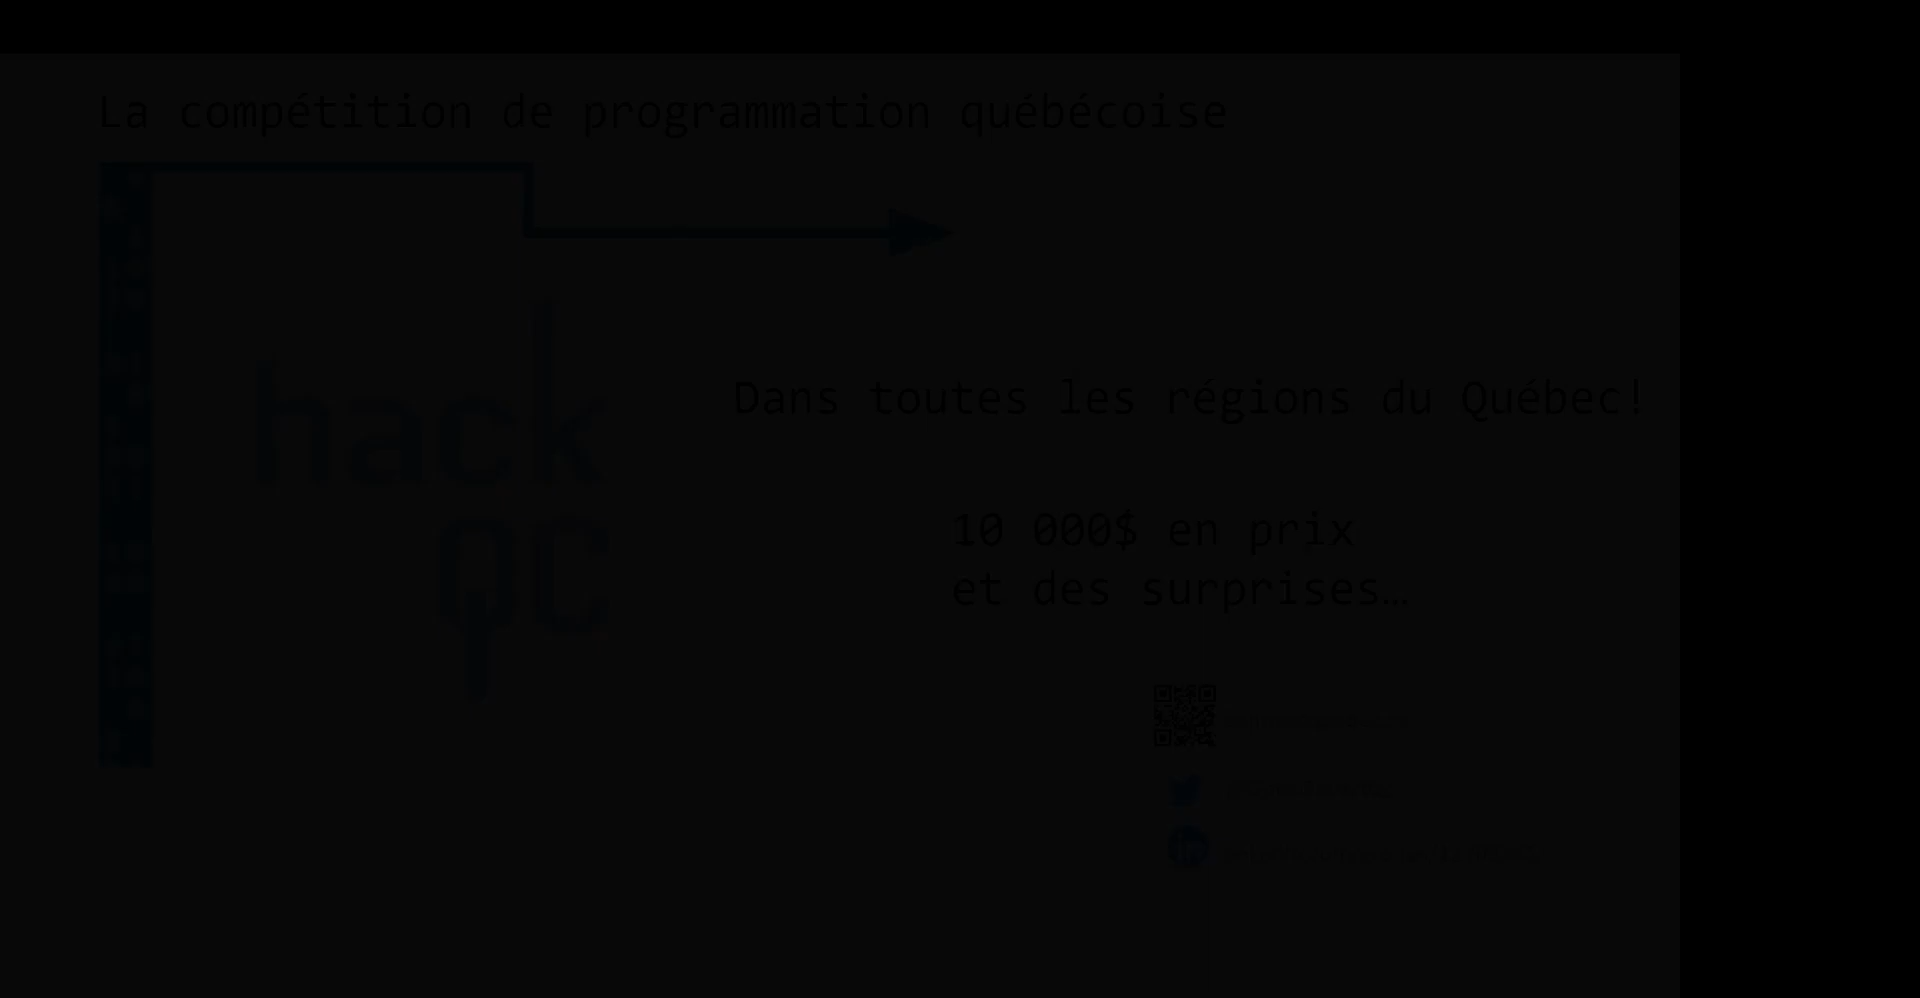 La compétition de programmation québécoise
hack
qc
Dans toutes les régions du Québec!
10 000$ en prix
et des surprises…
in